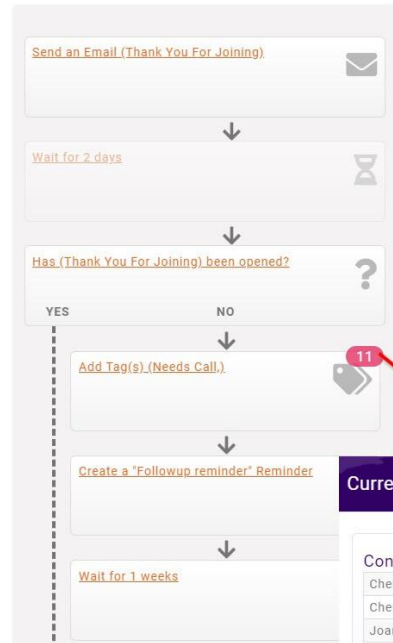 Send an Email (Thank You For Joining)
Wait for 2 days
Has (Thank You For Joining) been opened?
?
YES NO
11
Add Tag(s) (Needs Call,)
Create a "Followup reminder" Reminder
Curre
Con
Wait for 1 weeks
Che
Che
Joa